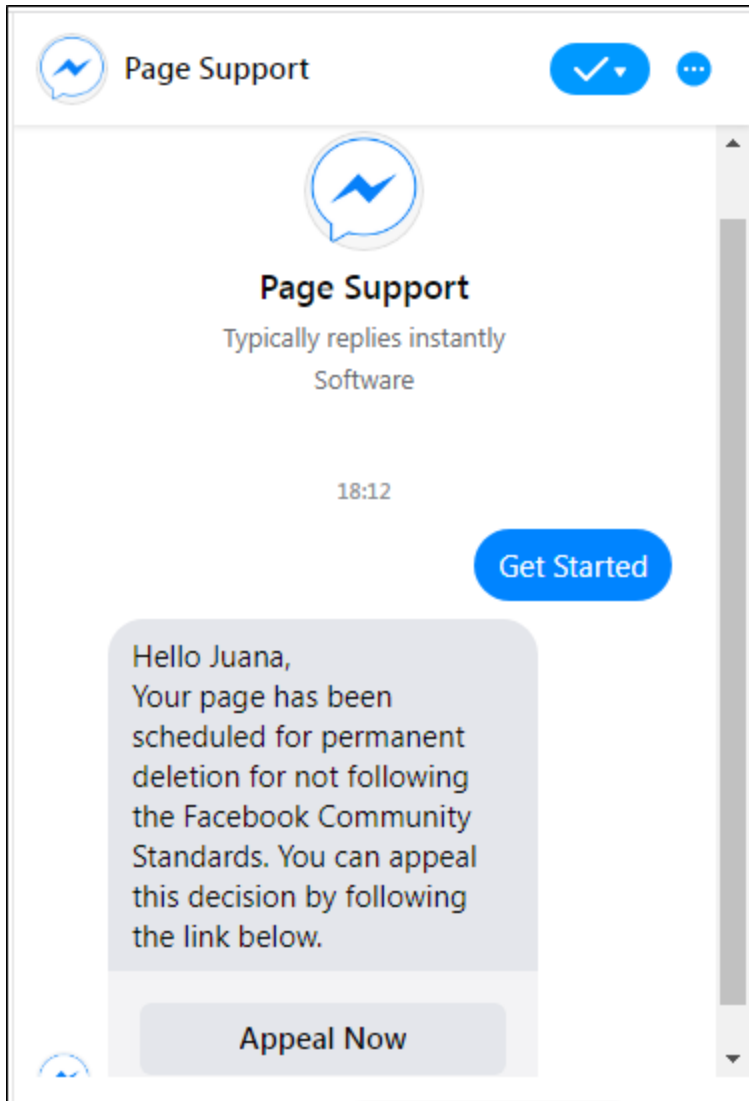 Page Support
Page Support
Typically replies instantly
Software
18:12
Get Started
Hello Juana,
Your page has been
scheduled for permanent
deletion for not following
the Facebook Community
Standards. You can appeal
this decision by following
the link below.
Appeal Now